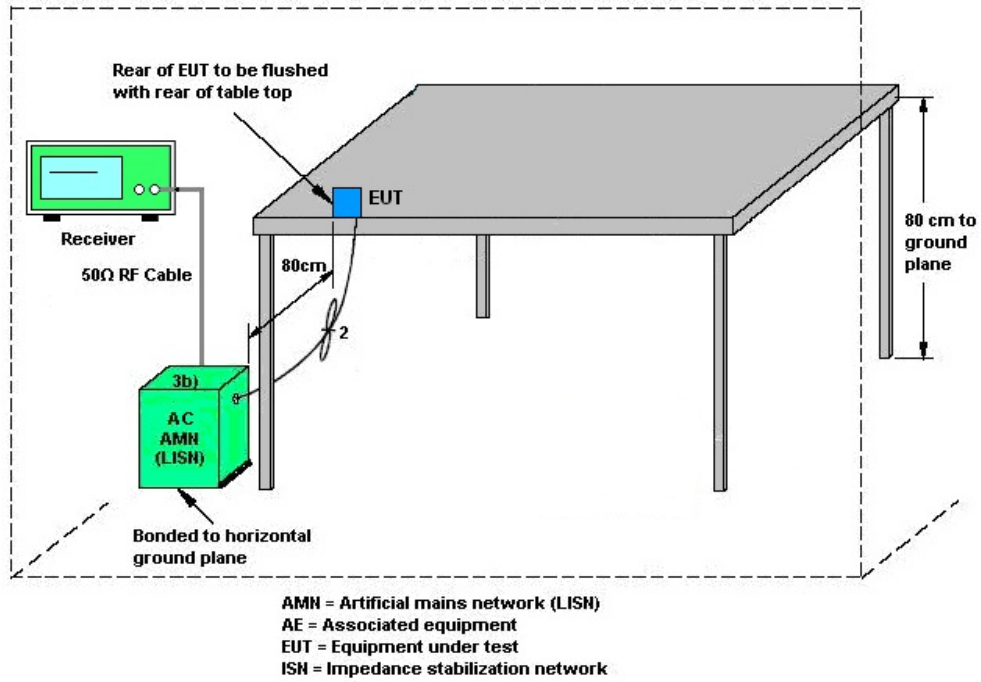 Rear of EUT to be flushed
with rear of table top
EUT
Receiver
50Ω RF Cable
80cm
80 cm to
ground
plane
2
3b)
AC
AMN
(LISN)
Bonded to horizontal
ground plane
AMN = Artificial mains network (LISN)
AE = Associated equipment
EUT = Equipment under test
ISN = Impedance stabilization network